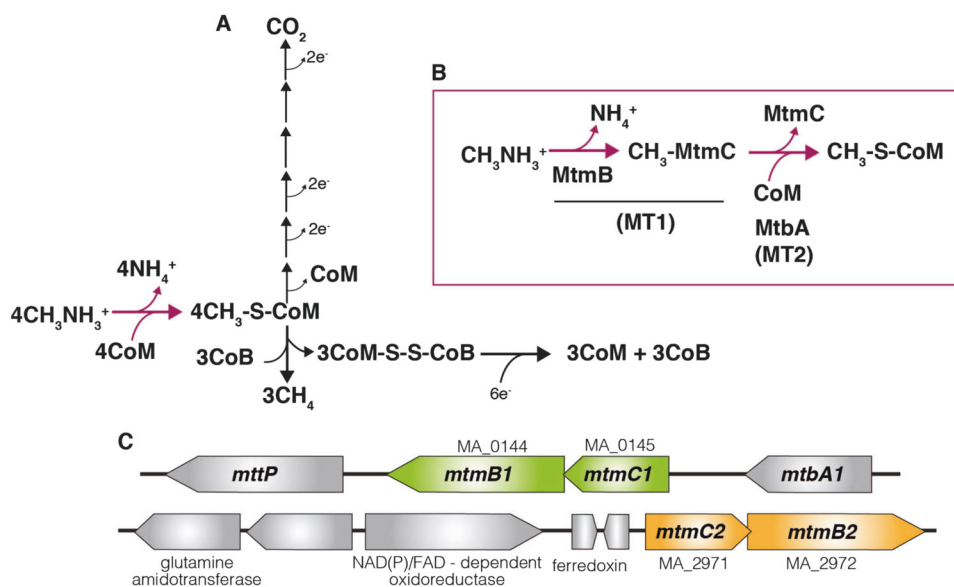 A
CO₂
2e⁻
2e⁻
2e⁻
CoM
4NH₄⁺
4CH₃NH₃⁺
4CoM
4CH₃-S-CoM
3CoB
3CoM-S-S-CoB
3CoM + 3CoB
6e⁻
3CH₄
B
NH₄⁺
MtmC
CH₃NH₃⁺
CH₃-MtmC
CH₃-S-CoM
MtmB
CoM
(MT1)
MtbA
(MT2)
C
MA_0144
MA_0145
mttP
mtmB1
mtmC1
mtbA1
mtmC2
mtmB2
glutamine
amidotransferase
NAD(P)/FAD - dependent
oxidoreductase
ferredoxin
MA_2971
MA_2972